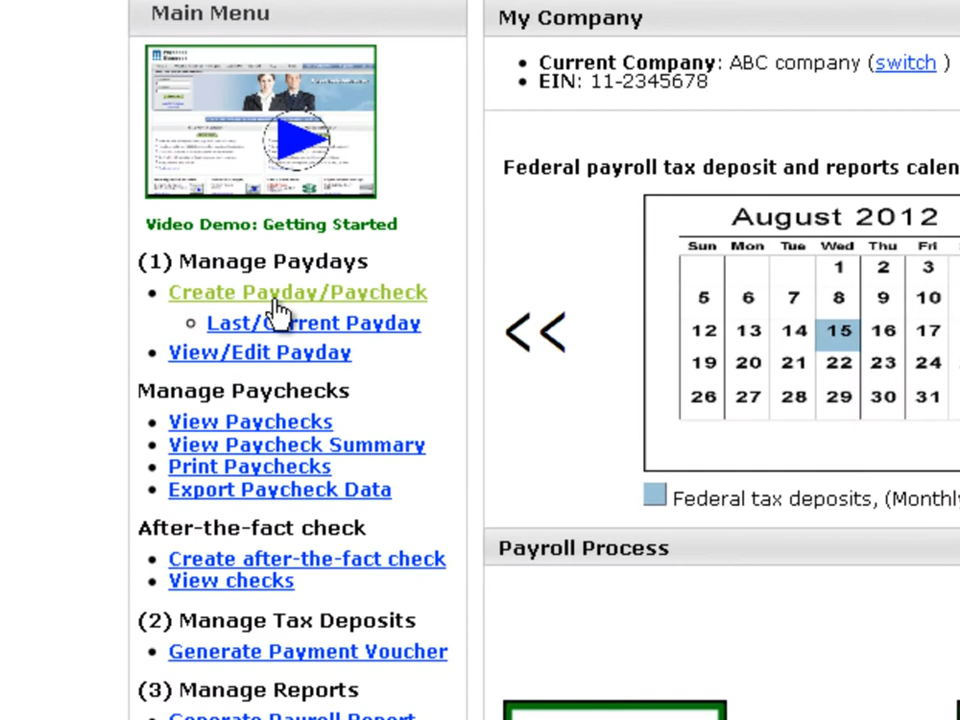 Main Menu
Video Demo: Getting Started
(1) Manage Paydays
Create Payday/Paycheck
Last/Current Payday
View/Edit Payday
Manage Paychecks
View Paychecks
View Paycheck Summary
Print Paychecks
Export Paycheck Data
After-the-fact check
Create after-the-fact check
View checks
(2) Manage Tax Deposits
Generate Payment Voucher
(3) Manage Reports
Generate Payroll Report
My Company
Current Company: ABC company (switch )
EIN: 11-2345678
Federal payroll tax deposit and reports calen
<<
August 2012
Sun Mon Tue Wed Thu Fri
1 2 3
5 6 7 8 9 10
12 13 14 15 16 17
19 20 21 22 23 24
26 27 28 29 30 31
Federal tax deposits, (Monthly
Payroll Process